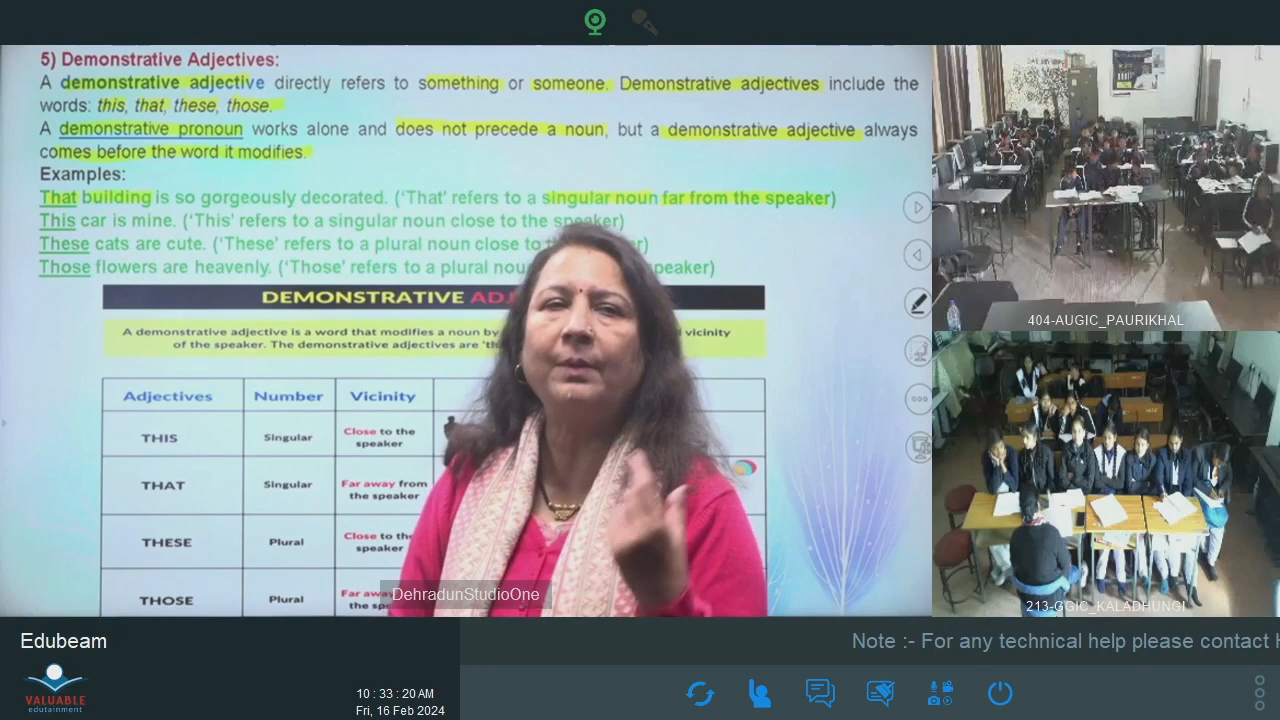 5) Demonstrative Adjectives:
A demonstrative adjective directly refers to something or someone. Demonstrative adjectives include the
words: this, that, these, those.
A demonstrative pronoun works alone and does not precede a noun, but a demonstrative adjective always
comes before the word it modifies.
Examples:
That building is so gorgeously decorated. ('That' refers to a singular noun far from the speaker)
This car is mine. ('This' refers to a singular noun close to the speaker)
These cats are cute. ('These' refers to a plural noun close to
Those flowers are heavenly. ('Those' refers to a plural speaker)
DEMONSTRATIVE
A demonstrative adjective is a word that modifies a noun by vicinity
of the speaker. The demonstrative adjectives are
Adjectives Number Vicinity
THIS Singular Close to the
speaker
THAT Singular Far away from
the speaker
THESE Plural Close to the
speaker
THOSE Plural Far away
the
DehradunStudioOne
404-AUGIC_PAURIKHAL
213-GGIC_KALADHUNGI
Edubeam
Note :- For any technical help please contact
VALUABLE
edutainment
10 : 33 : 20 AM
Fri, 16 Feb 2024